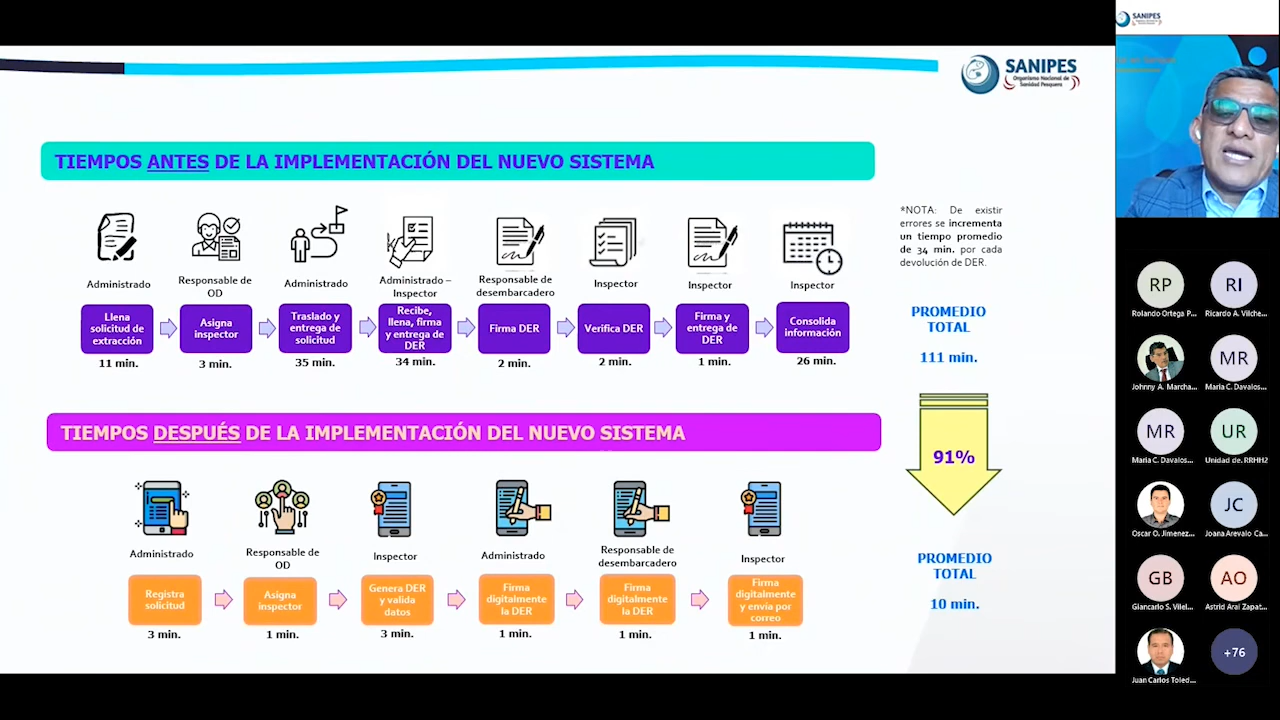 SANIPES
Organismo Nacional de
Sanidad Pesquera
TIEMPOS ANTES DE LA IMPLEMENTACIÓN DEL NUEVO SISTEMA
*NOTA: De existir
errores se incrementa
un tiempo promedio
de 34 min. por cada
devolución de DER.
Administrado
Responsable de
OD
Administrado
Administrado –
Inspector
Responsable de
desembarcadero
Inspector
Inspector
Inspector
Llena
solicitud de
extracción
Asigna
inspector
Traslado y
entrega de
solicitud
Recibe,
llena, firma
y entrega de
DER
Firma DER
Verifica DER
Firma y
entrega de
DER
Consolida
información
11 min.
3 min.
35 min.
34 min.
2 min.
2 min.
1 min.
26 min.
PROMEDIO
TOTAL
111 min.
TIEMPOS DESPUÉS DE LA IMPLEMENTACIÓN DEL NUEVO SISTEMA
91%
Administrado
Responsable de
OD
Inspector
Administrado
Responsable de
desembarcadero
Inspector
Registra
solicitud
Asigna
inspector
Genera DER
y valida
datos
Firma
digitalmente
la DER
Firma
digitalmente
la DER
Firma
digitalmente
y envía por
correo
3 min.
1 min.
3 min.
1 min.
1 min.
1 min.
PROMEDIO
TOTAL
10 min.
SANIPES
RP
Rolando Ortega P...
RI
Ricardo A. Vilche...
Johnny A. Marcha...
MR
Maria C. Davalos...
MR
Maria C. Davalos...
UR
Unidad de. RRHH2
Oscar O. Jimenez...
JC
Joana Arevalo Ca...
GB
Giancarlo S. Vilel...
AO
Astrid Arai Zapat...
Juan Carlos Toled...
+76